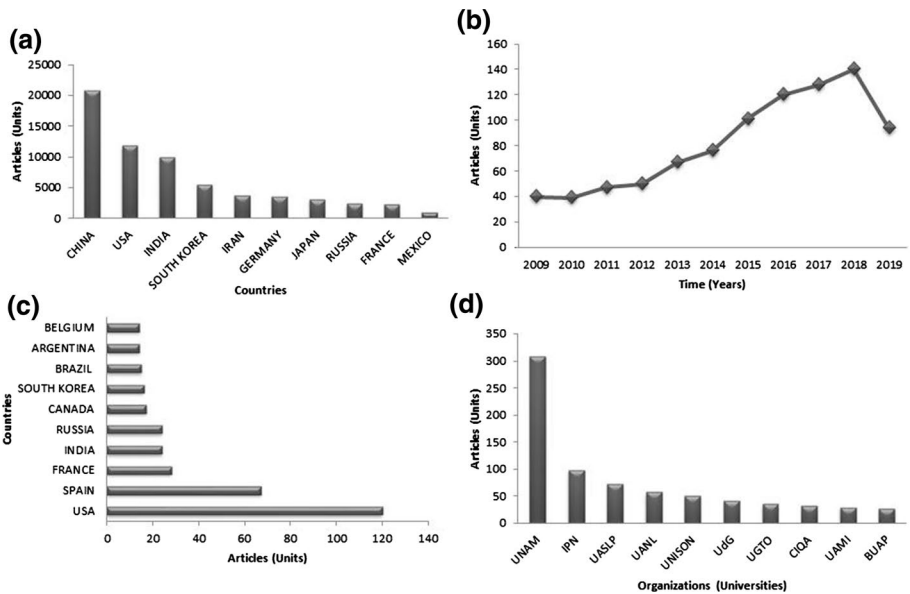 (a)
25000
20000
15000
10000
5000
0
Articles (Units)
CHINA
USA
INDIA
SOUTH KOREA
IRAN
GERMANY
JAPAN
RUSSIA
FRANCE
MEXICO
Countries
(b)
160
140
120
100
80
60
40
20
0
Articles (Units)
2009 2010 2011 2012 2013 2014 2015 2016 2017 2018 2019
Time (Years)
(c)
Countries
BELGIUM
ARGENTINA
BRAZIL
SOUTH KOREA
CANADA
RUSSIA
INDIA
FRANCE
SPAIN
USA
0 20 40 60 80 100 120 140
Articles (Units)
(d)
350
300
250
200
150
100
50
0
Articles (Units)
UNAM
IPN
UASLP
UANL
UNISON
UdG
UGTO
CIQA
UAMI
BUAP
Organizations (Universities)